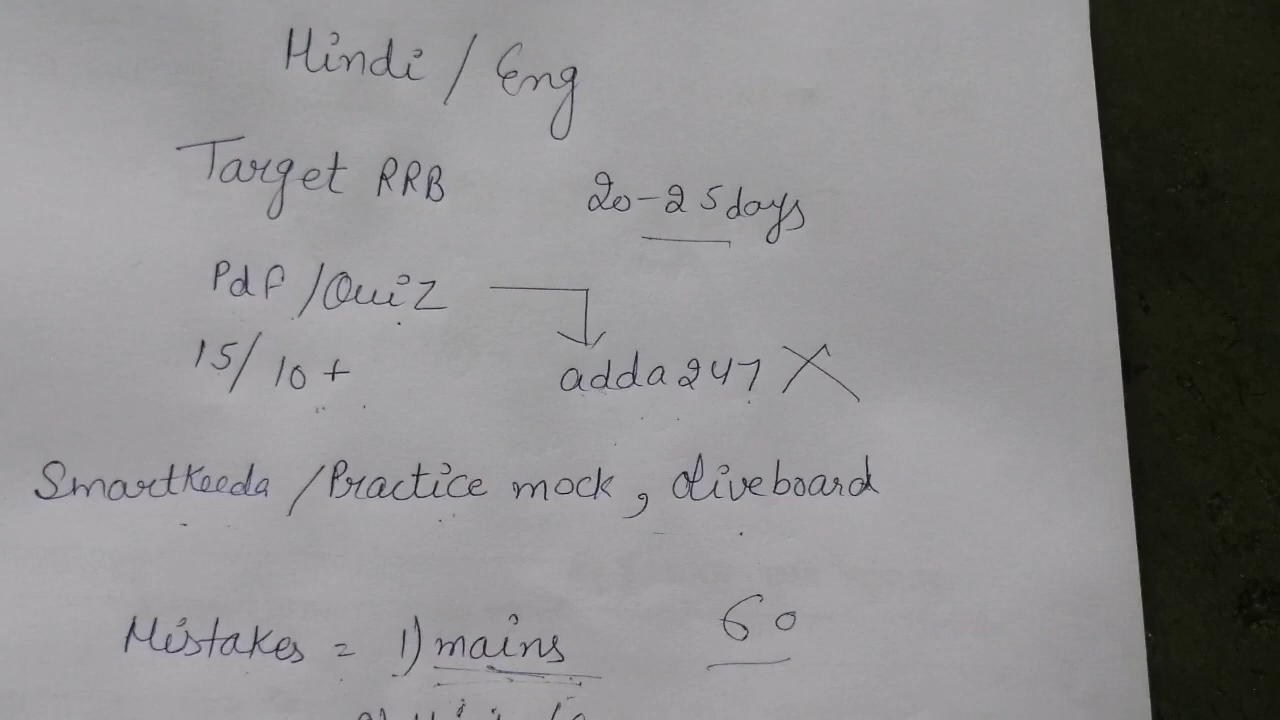 Hindi / Eng
Target RRB 20-25 days
Pdf / Quiz
15/10+ adda247 X
Smartkeeda / Practice mock, Oliveboard
Mistakes = 1) mains 60